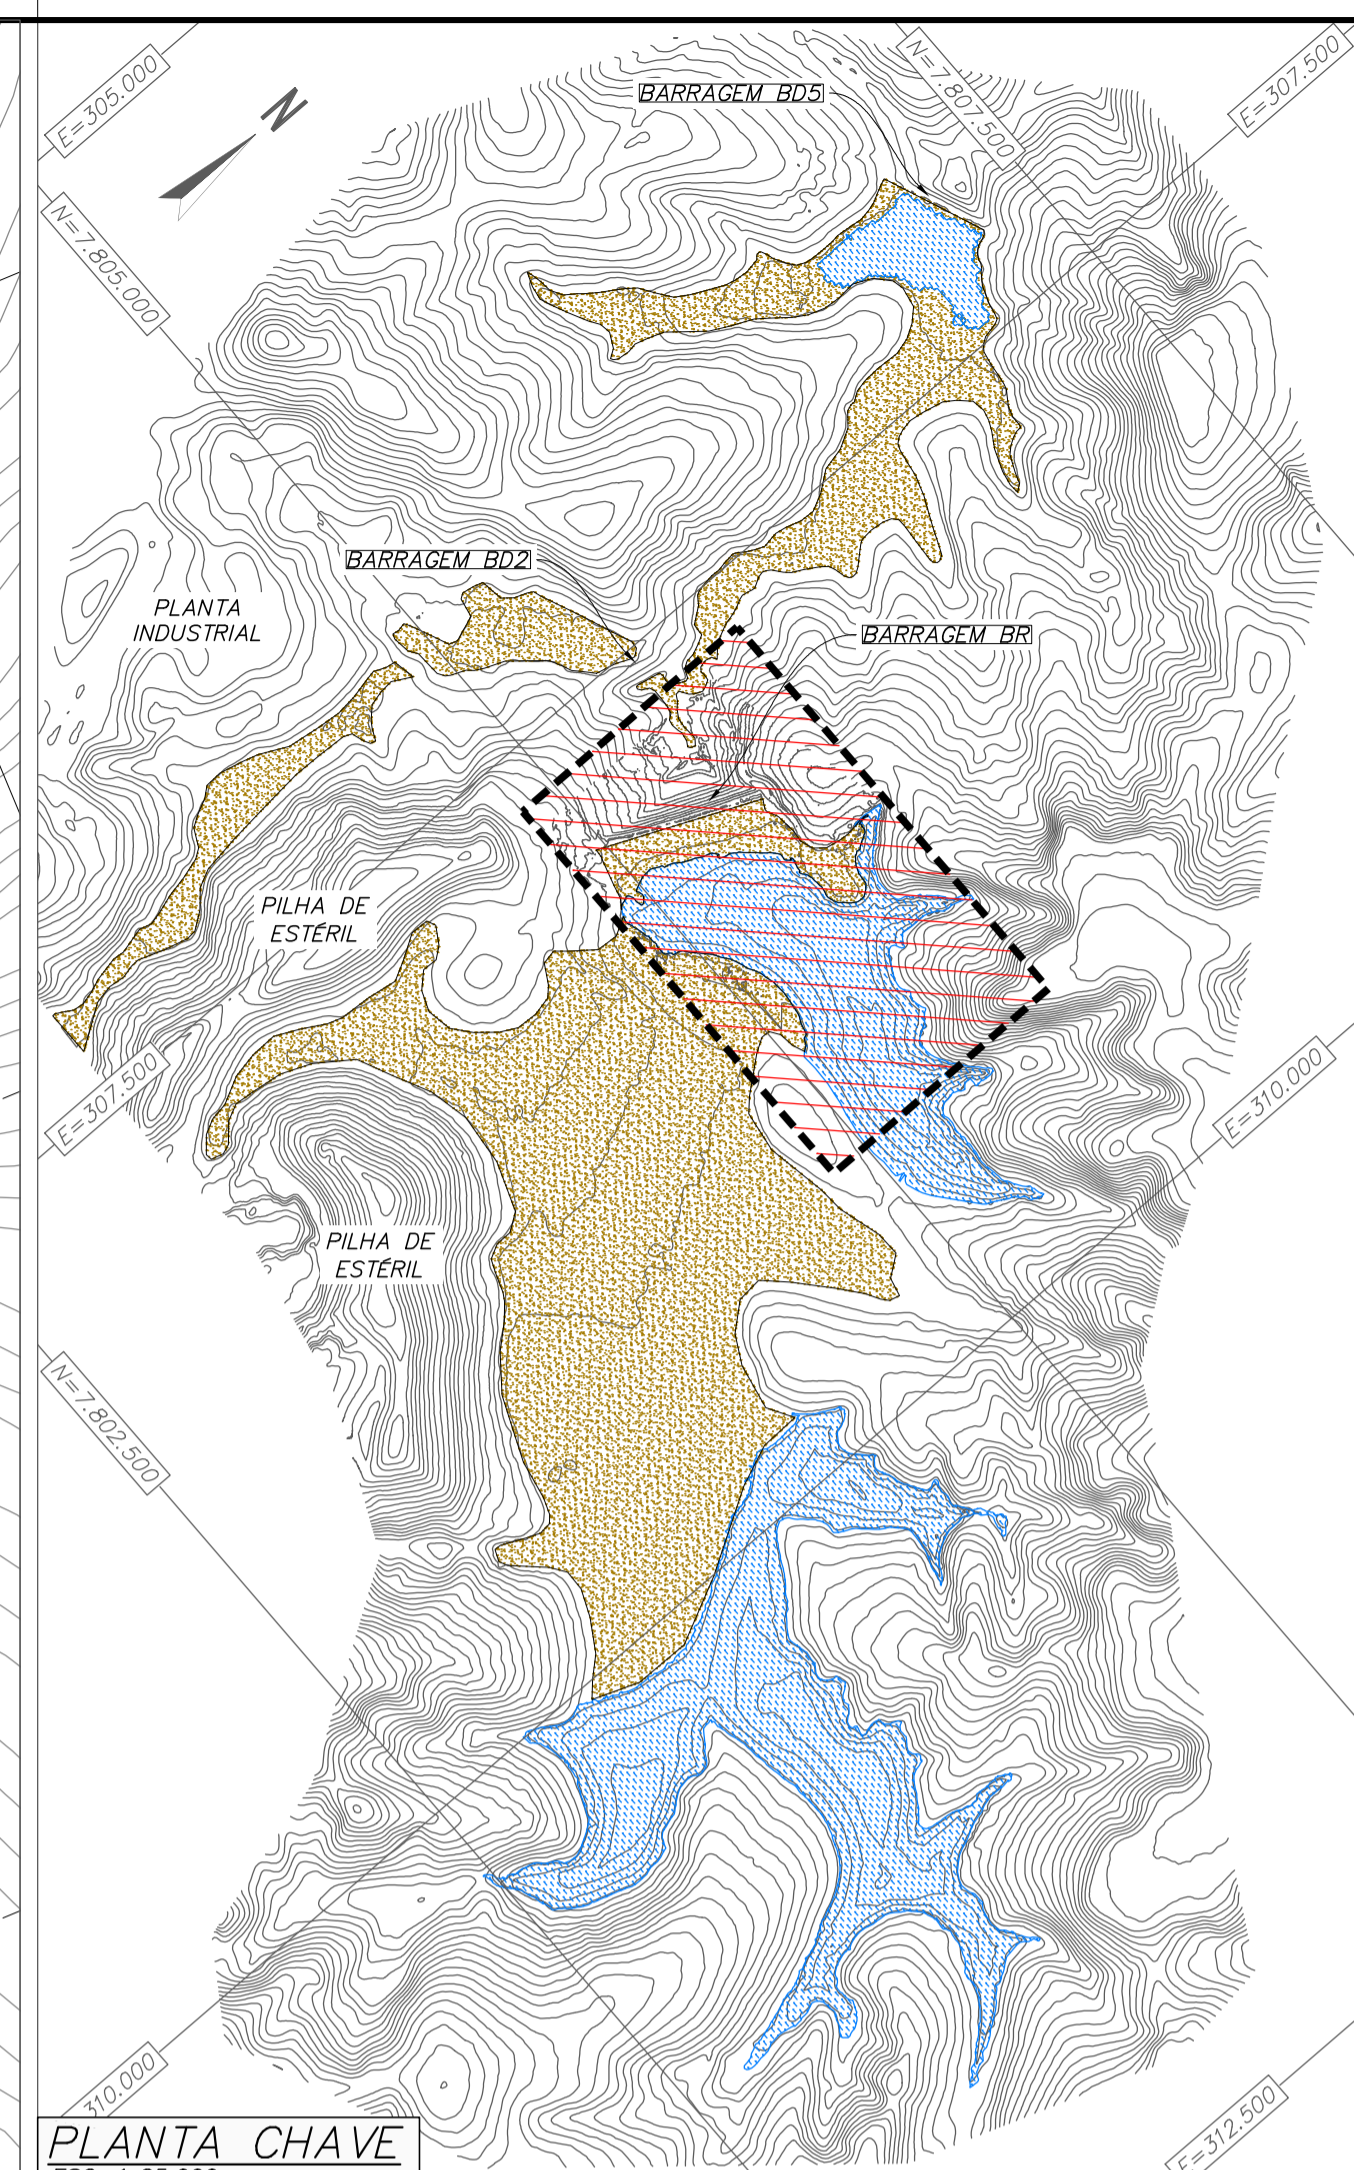 E=305.000
N
BARRAGEM BD5
N=7.807.500
E=307.500
N=7.805.000
BARRAGEM BD2
PLANTA
INDUSTRIAL
BARRAGEM BR
PILHA DE
ESTÉRIL
E=307.500
E=310.000
PILHA DE
ESTÉRIL
N=7.802.500
310.000
E=312.500
PLANTA CHAVE